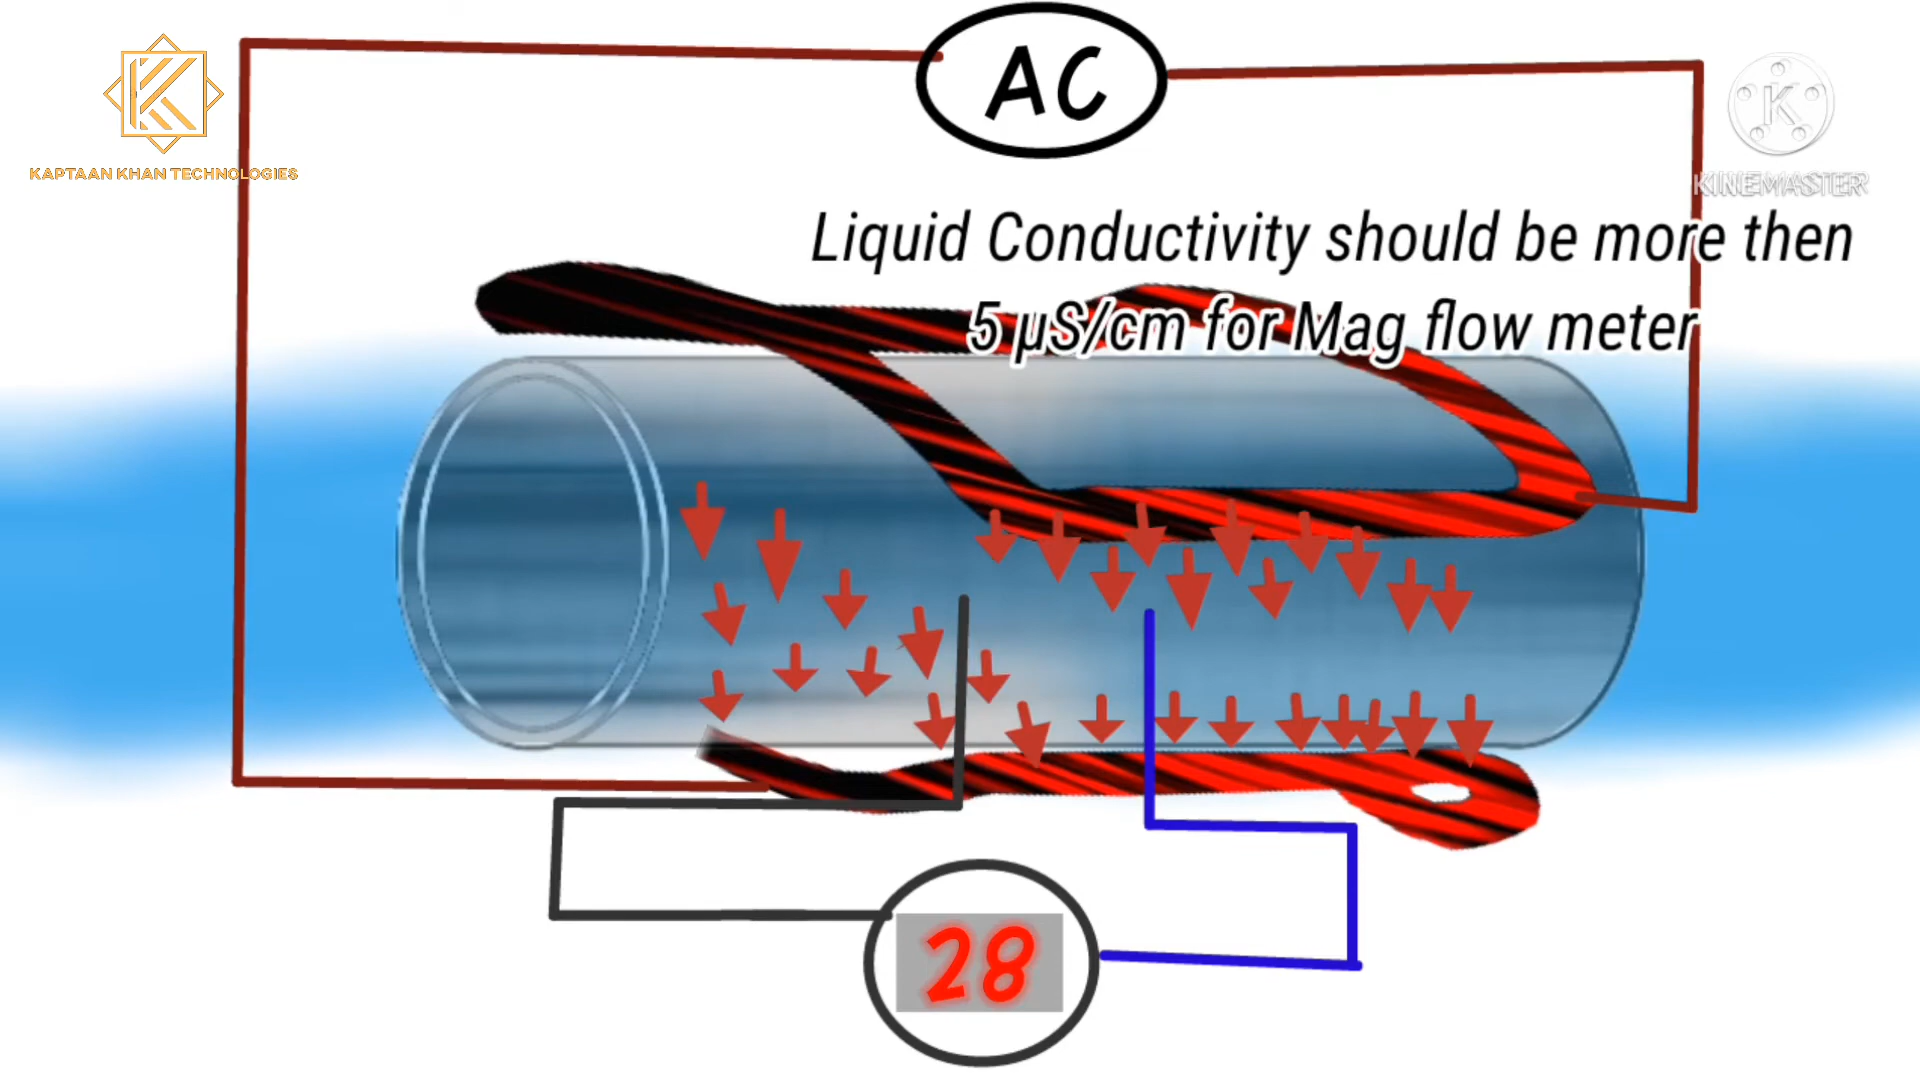 AC
K
KAPTAAN KHAN TECHNOLOGIES
K
KINEMASTER
Liquid Conductivity should be more then
5 µS/cm for Mag flow meter
28